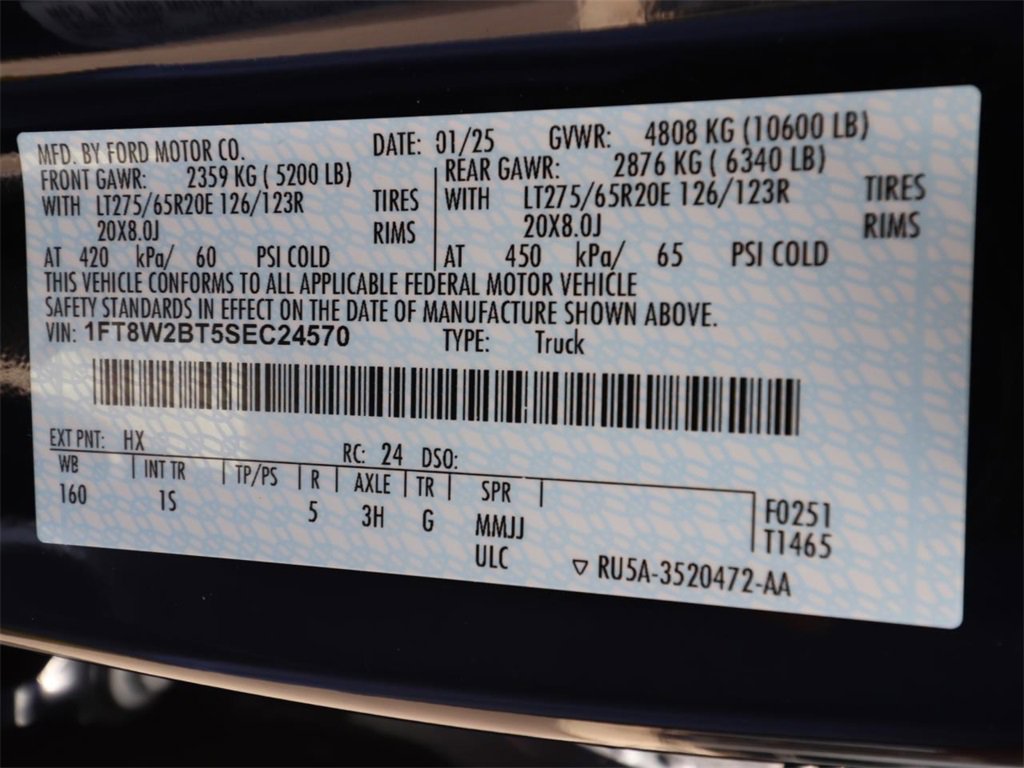 MFD. BY FORD MOTOR CO. DATE: 01/25 GVWR: 4808 KG (10600 LB)
FRONT GAWR: 2359 KG ( 5200 LB) REAR GAWR: 2876 KG ( 6340 LB)
WITH LT275/65R20E 126/123R TIRES WITH LT275/65R20E 126/123R TIRES
20X8.0J RIMS 20X8.0J RIMS
AT 420 kPa/ 60 PSI COLD AT 450 kPa/ 65 PSI COLD
THIS VEHICLE CONFORMS TO ALL APPLICABLE FEDERAL MOTOR VEHICLE
SAFETY STANDARDS IN EFFECT ON THE DATE OF MANUFACTURE SHOWN ABOVE.
VIN: 1FT8W2BT5SEC24570 TYPE: Truck
EXT PNT: HX RC: 24 DSO:
WB INT TR TP/PS R AXLE TR SPR
160 1S 5 3H G MMJJ F0251
ULC T1465
▽ RU5A-3520472-AA